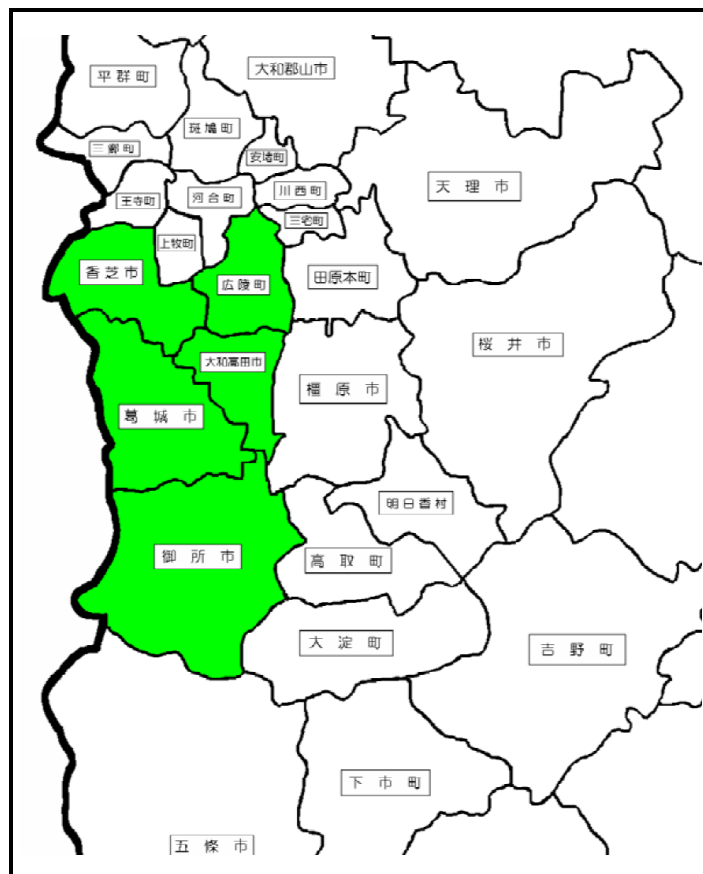 平群町
大和郡山市
斑鳩町
三郷町
安堵町
川西町
天理市
王寺町
河合町
三宅町
上牧町
香芝市
広陵町
田原本町
桜井市
大和高田市
橿原市
葛城市
明日香村
御所市
高取町
大淀町
吉野町
下市町
五條市